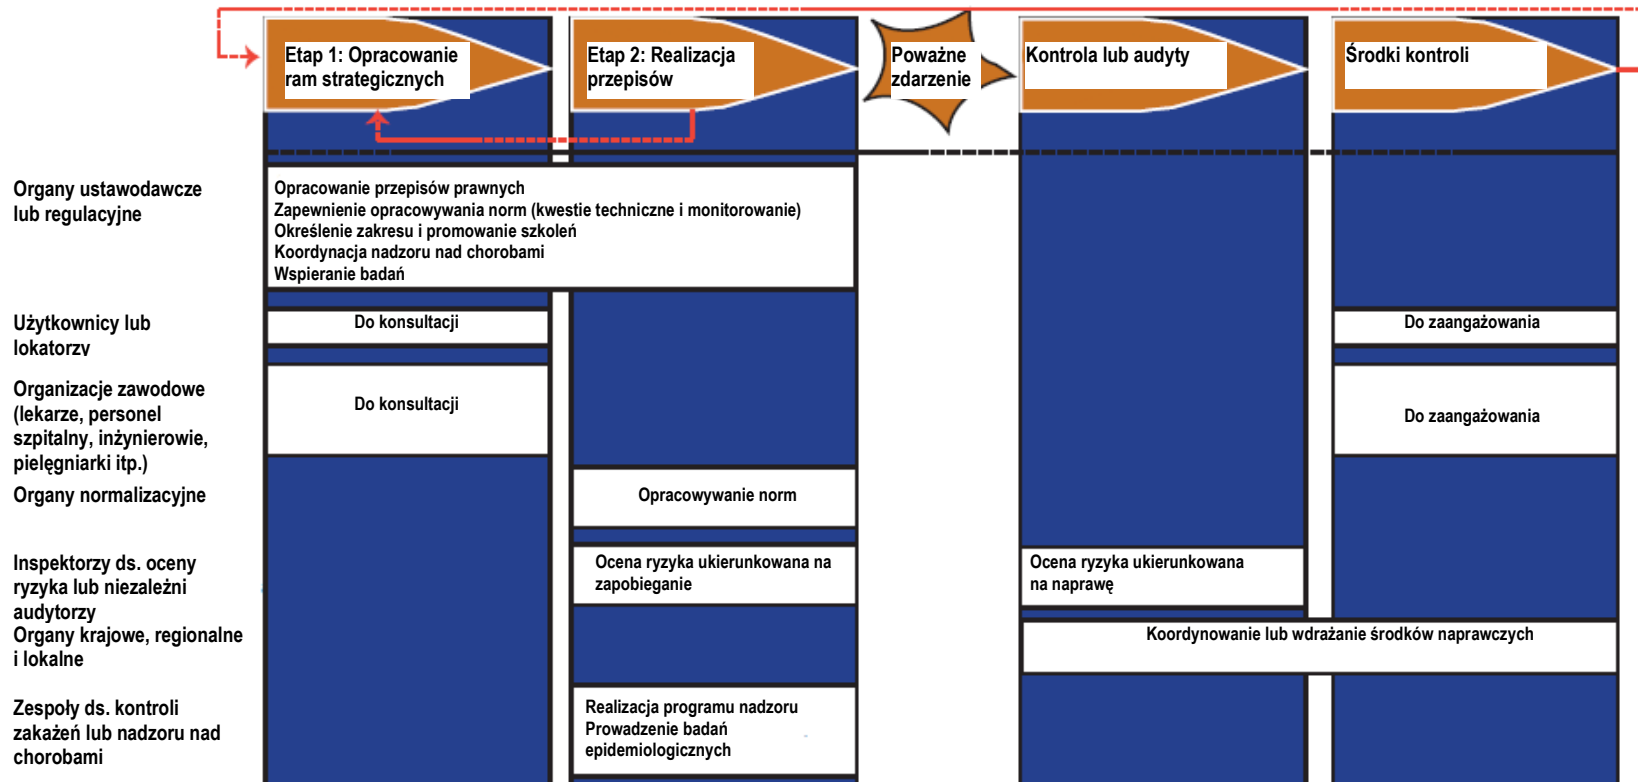 Etap 1: Opracowanie
ram strategicznych
Etap 2: Realizacja
przepisów
Poważne
zdarzenie
Kontrola lub audyty
Środki kontroli
Organy ustawodawcze
lub regulacyjne
Opracowanie przepisów prawnych
Zapewnienie opracowywania norm (kwestie techniczne i monitorowanie)
Określenie zakresu i promowanie szkoleń
Koordynacja nadzoru nad chorobami
Wspieranie badań
Użytkownicy lub
lokatorzy
Do konsultacji
Do zaangażowania
Organizacje zawodowe
(lekarze, personel
szpitalny, inżynierowie,
pielęgniarki itp.)
Do konsultacji
Do zaangażowania
Organy normalizacyjne
Opracowywanie norm
Inspektorzy ds. oceny
ryzyka lub niezależni
audytorzy
Ocena ryzyka ukierunkowana na
zapobieganie
Ocena ryzyka ukierunkowana
na naprawę
Organy krajowe, regionalne
i lokalne
Koordynowanie lub wdrażanie środków naprawczych
Zespoły ds. kontroli
zakażeń lub nadzoru nad
chorobami
Realizacja programu nadzoru
Prowadzenie badań
epidemiologicznych